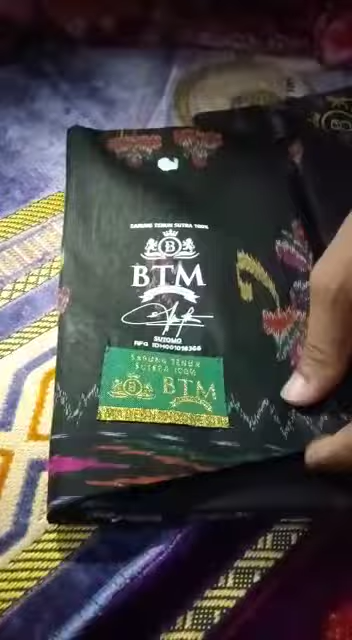 SARUNG TENUN SUTRA 100%
B
BTM
SUZOMO
SARUNG TENUN
SUTERA 100%
B BTM